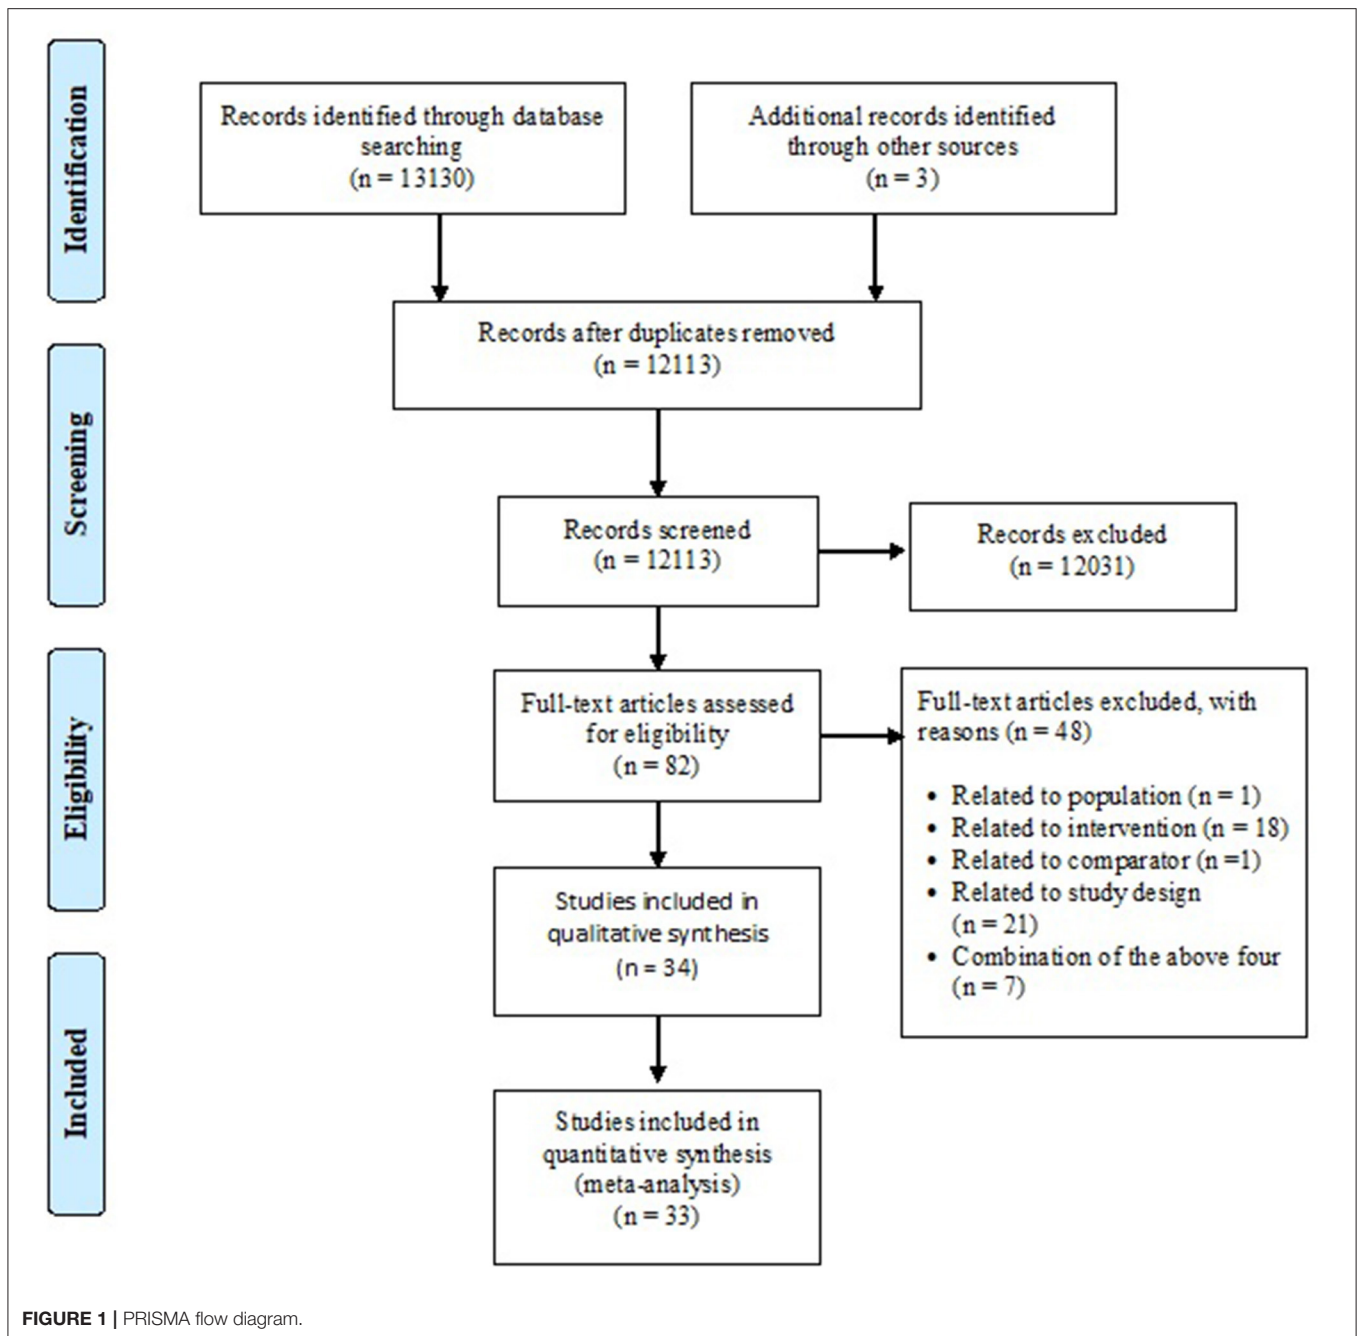 Identification
Records identified through database
searching
(n = 13130)
Additional records identified
through other sources
(n = 3)
Records after duplicates removed
(n = 12113)
Screening
Records screened
(n = 12113)
Records excluded
(n = 12031)
Eligibility
Full-text articles assessed
for eligibility
(n = 82)
Full-text articles excluded, with
reasons (n = 48)
• Related to population (n = 1)
• Related to intervention (n = 18)
• Related to comparator (n =1)
• Related to study design
(n = 21)
• Combination of the above four
(n = 7)
Studies included in
qualitative synthesis
(n = 34)
Included
Studies included in
quantitative synthesis
(meta-analysis)
(n = 33)
FIGURE 1 | PRISMA flow diagram.